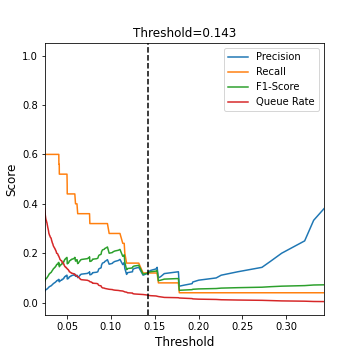 Threshold=0.143
Precision
Recall
F1-Score
Queue Rate
Score
1.0
0.8
0.6
0.4
0.2
0.0
0.05 0.10 0.15 0.20 0.25 0.30
Threshold